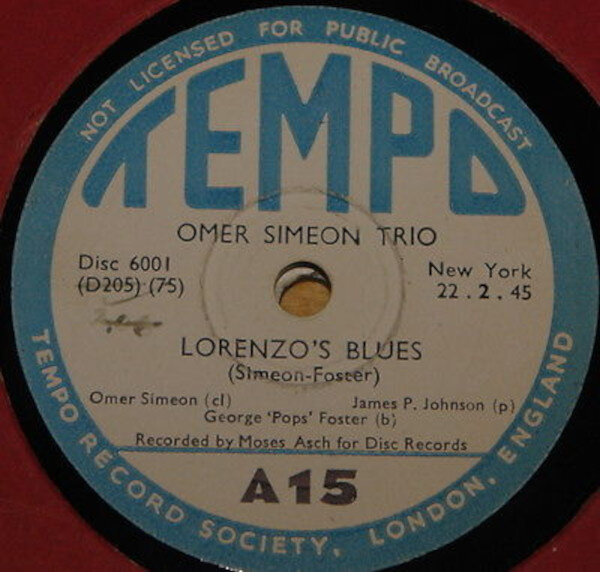 NOT LICENSED FOR PUBLIC BROADCAST
TEMPO
OMER SIMEON TRIO
Disc 6001
(D205) (75)
New York
22.2.45
LORENZO'S BLUES
(Simeon-Foster)
Omer Simeon (cl) James P. Johnson (p)
George 'Pops' Foster (b)
Recorded by Moses Asch for Disc Records
A15
TEMPO RECORD SOCIETY, LONDON, ENGLAND